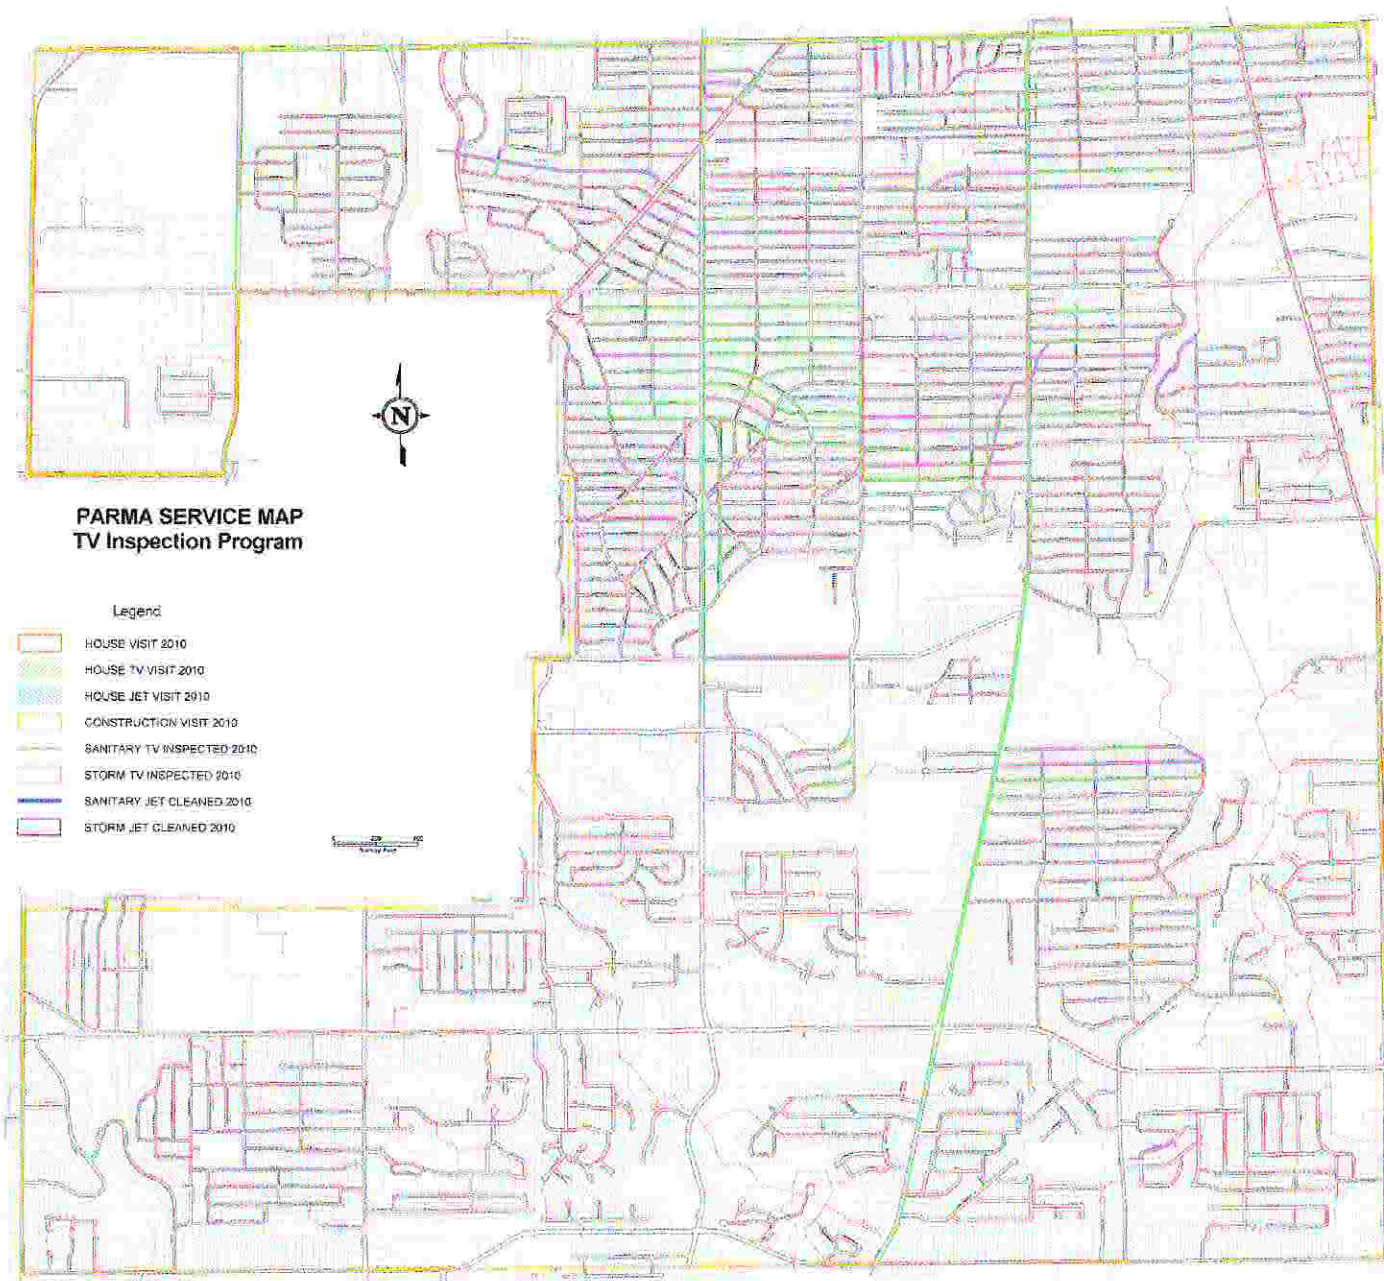 N
PARMA SERVICE MAP
TV Inspection Program
Legend
HOUSE VISIT 2010
HOUSE TV VISIT 2010
HOUSE JET VISIT 2010
CONSTRUCTION VISIT 2010
SANITARY TV INSPECTED 2010
STORM TV INSPECTED 2010
SANITARY JET CLEANED 2010
STORM JET CLEANED 2010